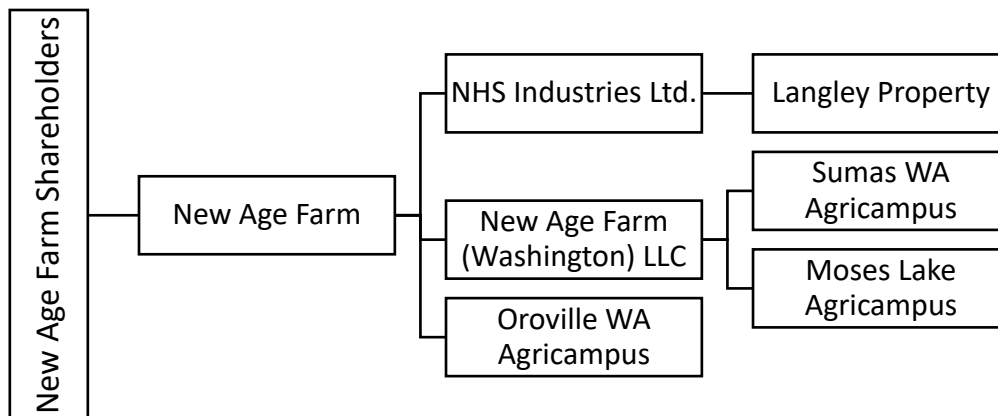 New Age Farm Shareholders
New Age Farm
NHS Industries Ltd.
Langley Property
New Age Farm
(Washington) LLC
Sumas WA
Agricampus
Moses Lake
Agricampus
Oroville WA
Agricampus